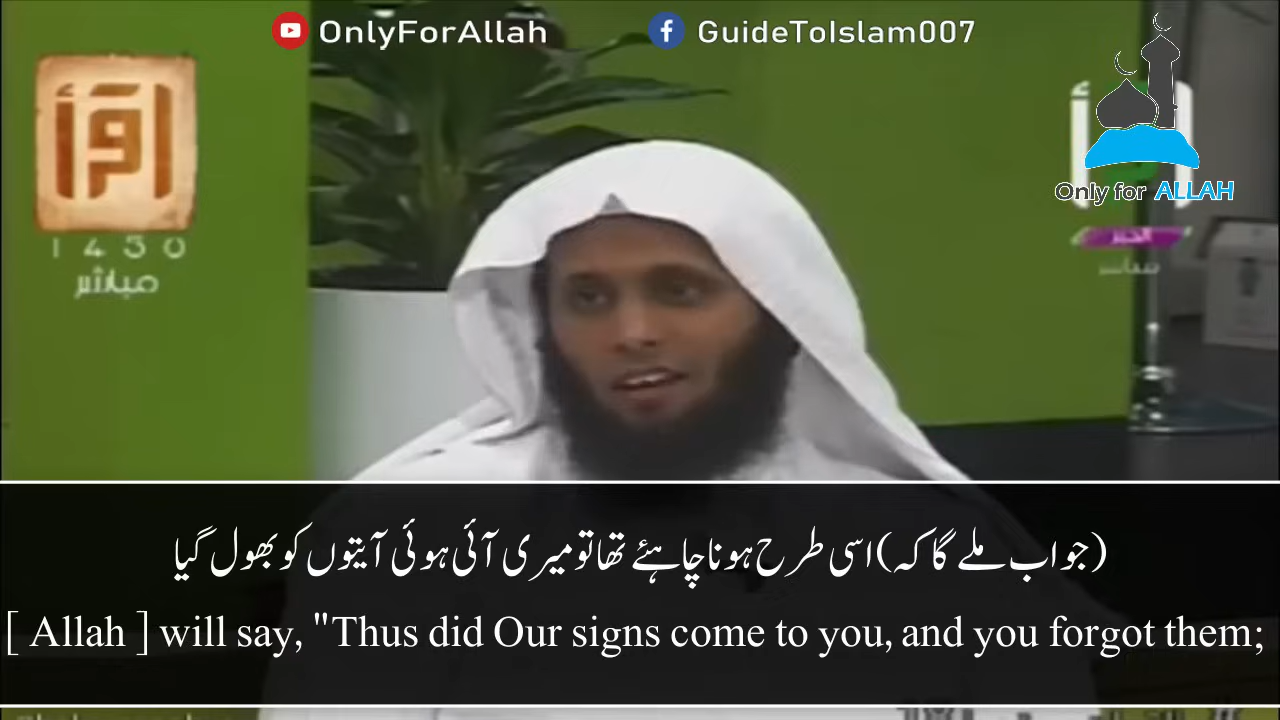 OnlyForAllah
GuideToIslam007
اقرأ
1430
مباشر
Only for ALLAH
مباشر
(جواب ملے گا کہ) اسی طرح ہونا چاہئے تھا تو میری آئی ہوئی آیتوں کو بھول گیا
[ Allah ] will say, "Thus did Our signs come to you, and you forgot them;